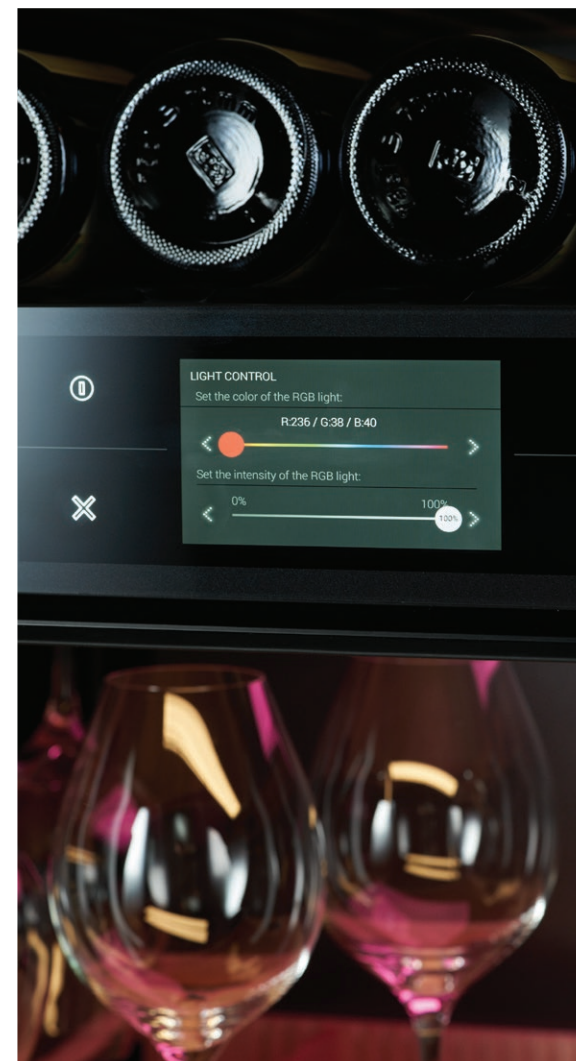 LIGHT CONTROL
Set the color of the RGB light:
R:236 / G:38 / B:40
Set the intensity of the RGB light:
0% 100%
100%